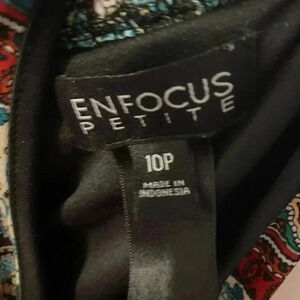 ENFOCUS
PETITE
10P
MADE IN
INDONESIA